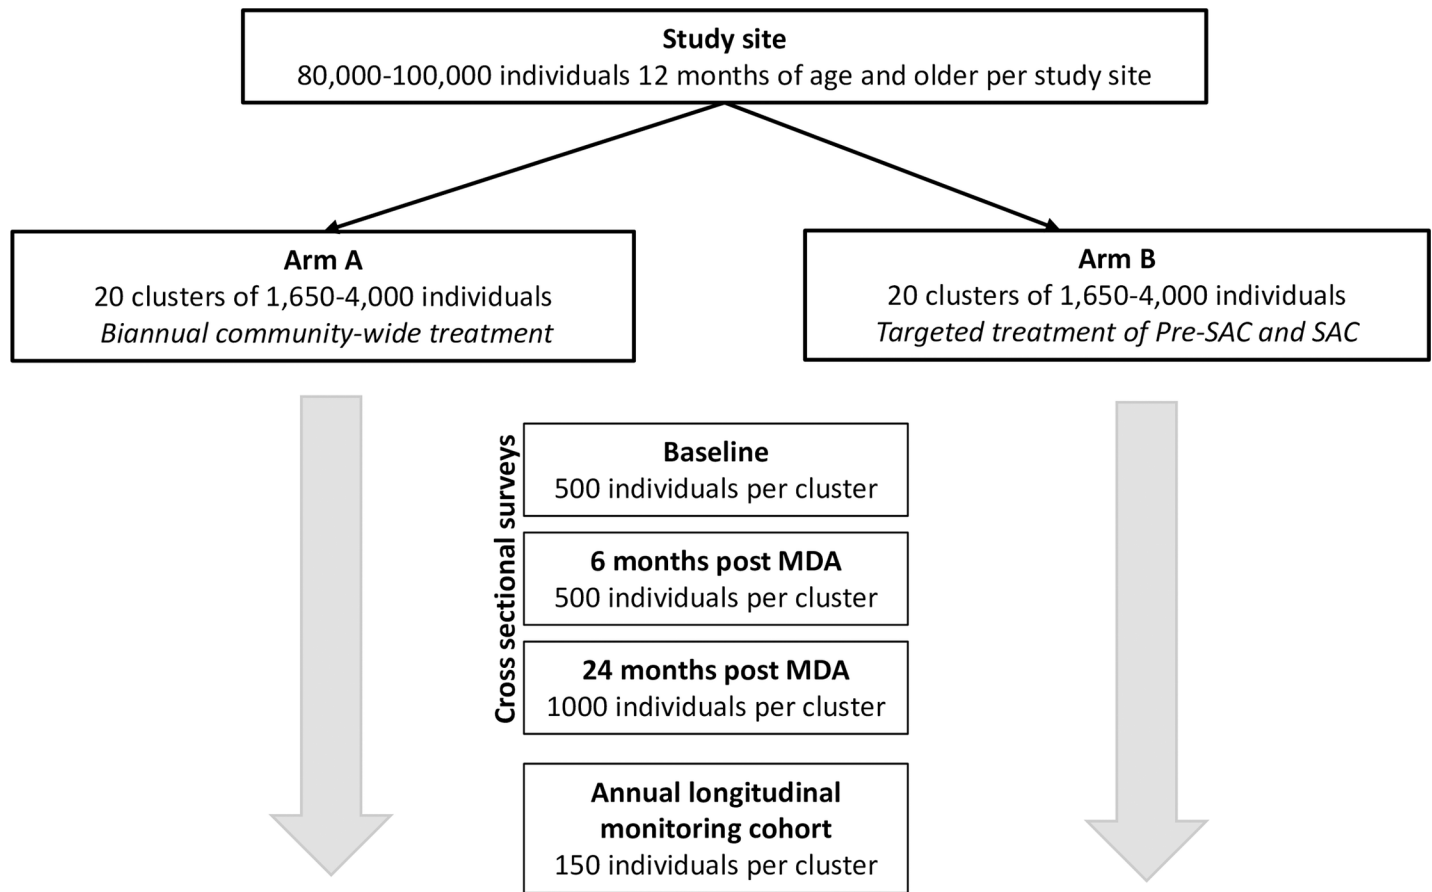 Study site
80,000-100,000 individuals 12 months of age and older per study site
Arm A
20 clusters of 1,650-4,000 individuals
Biannual community-wide treatment
Arm B
20 clusters of 1,650-4,000 individuals
Targeted treatment of Pre-SAC and SAC
Cross sectional surveys
Baseline
500 individuals per cluster
6 months post MDA
500 individuals per cluster
24 months post MDA
1000 individuals per cluster
Annual longitudinal
monitoring cohort
150 individuals per cluster